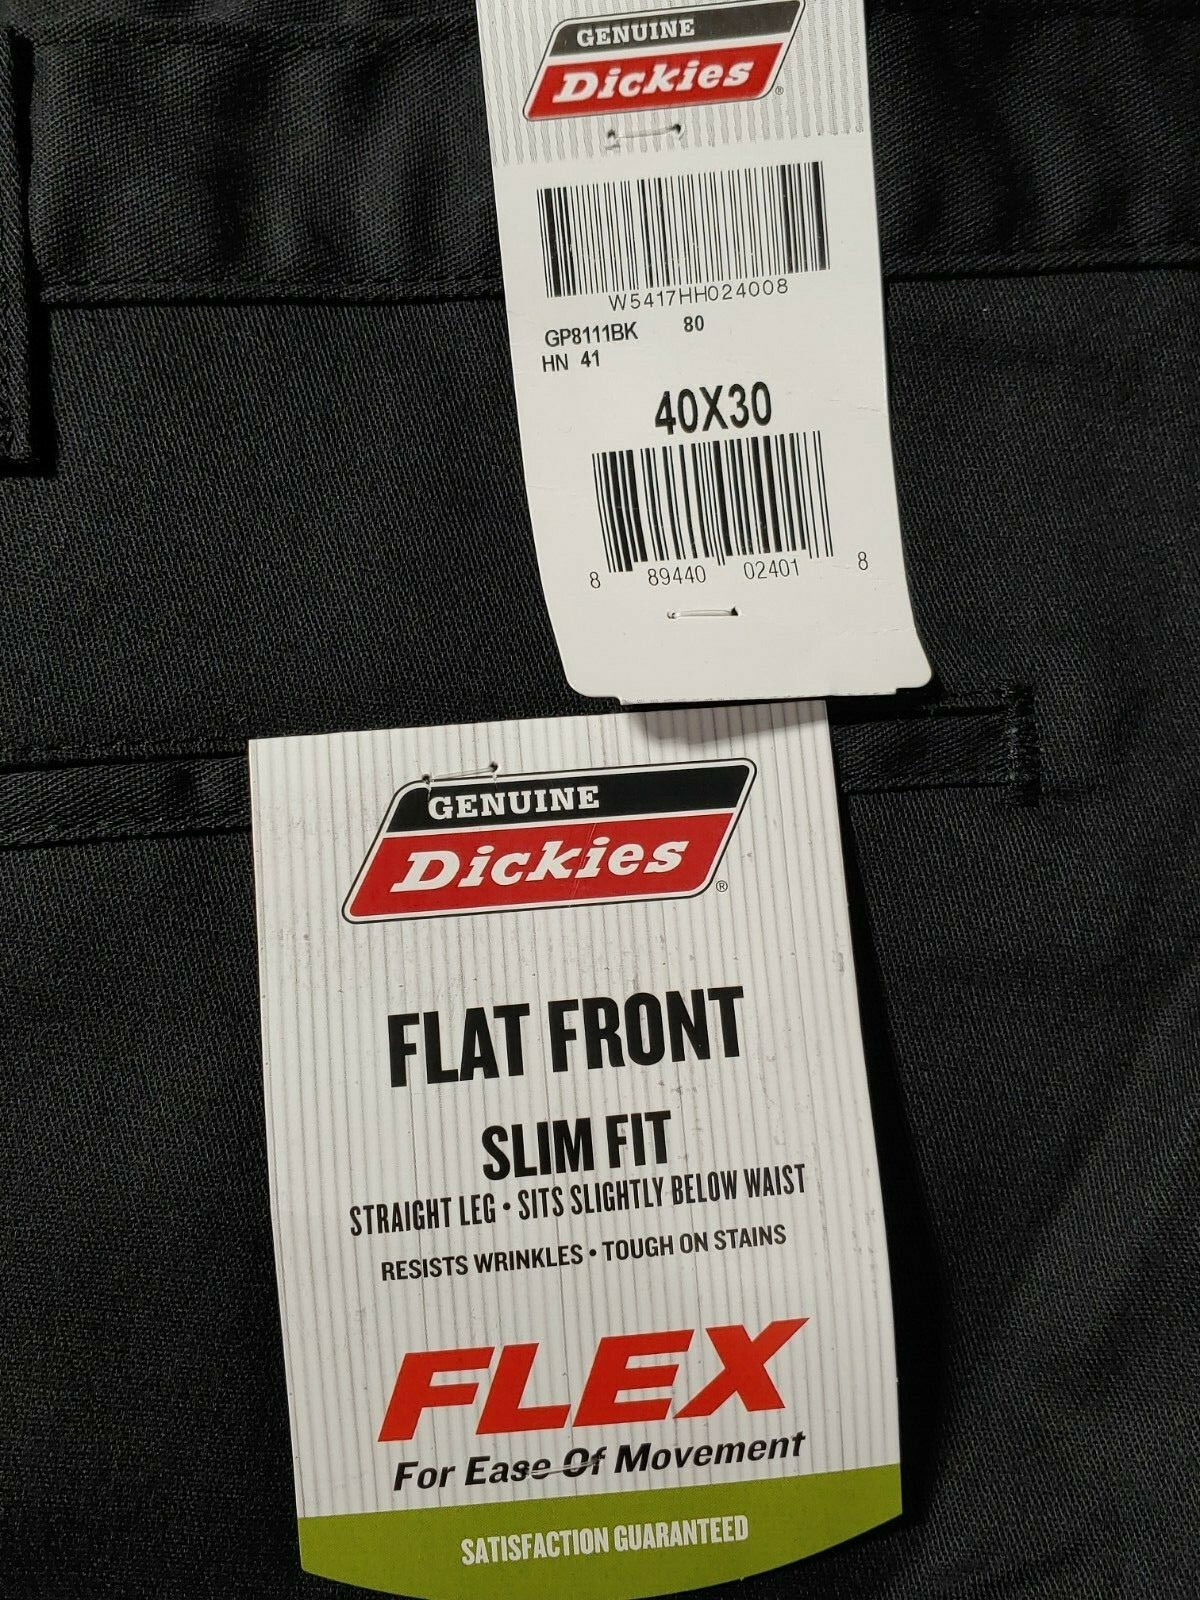 GENUINE
Dickies®
W5417HH024008
GP8111BK 80
HN 41
40X30
8 89440 02401 8
GENUINE
Dickies®
FLAT FRONT
SLIM FIT
STRAIGHT LEG • SITS SLIGHTLY BELOW WAIST
RESISTS WRINKLES • TOUGH ON STAINS
FLEX
For Ease Of Movement
SATISFACTION GUARANTEED